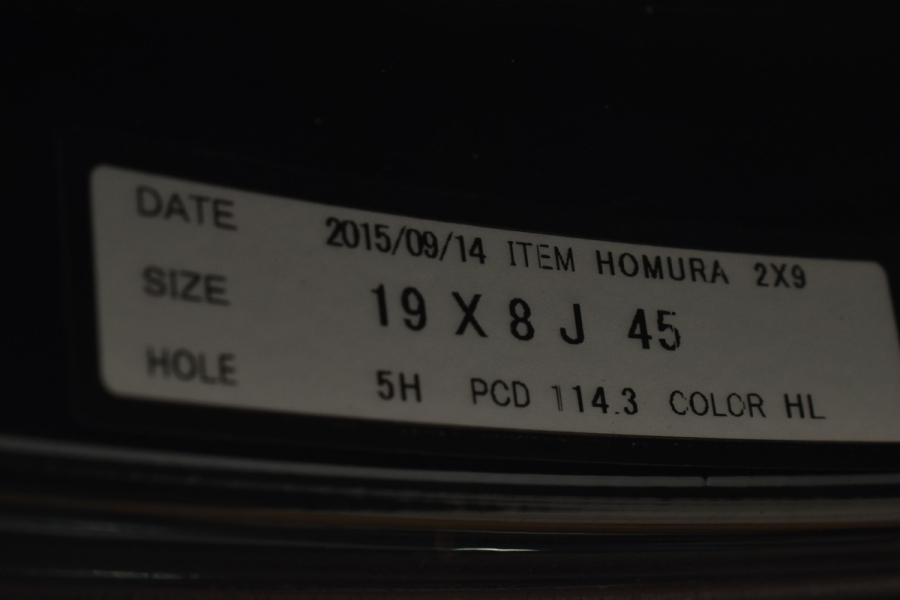 DATE 2015/09/14 ITEM HOMURA 2X9
SIZE 19 X 8 J 45
HOLE 5H PCD 114.3 COLOR HL